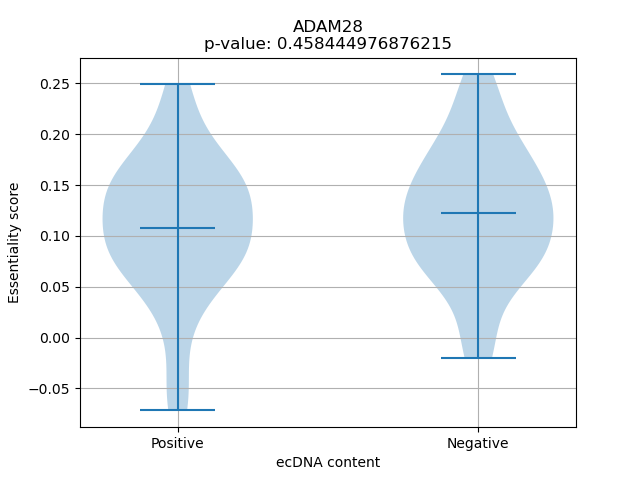 ADAM28
p-value: 0.458444976876215
0.25
0.20
0.15
0.10
0.05
0.00
−0.05
Essentiality score
Positive
Negative
ecDNA content